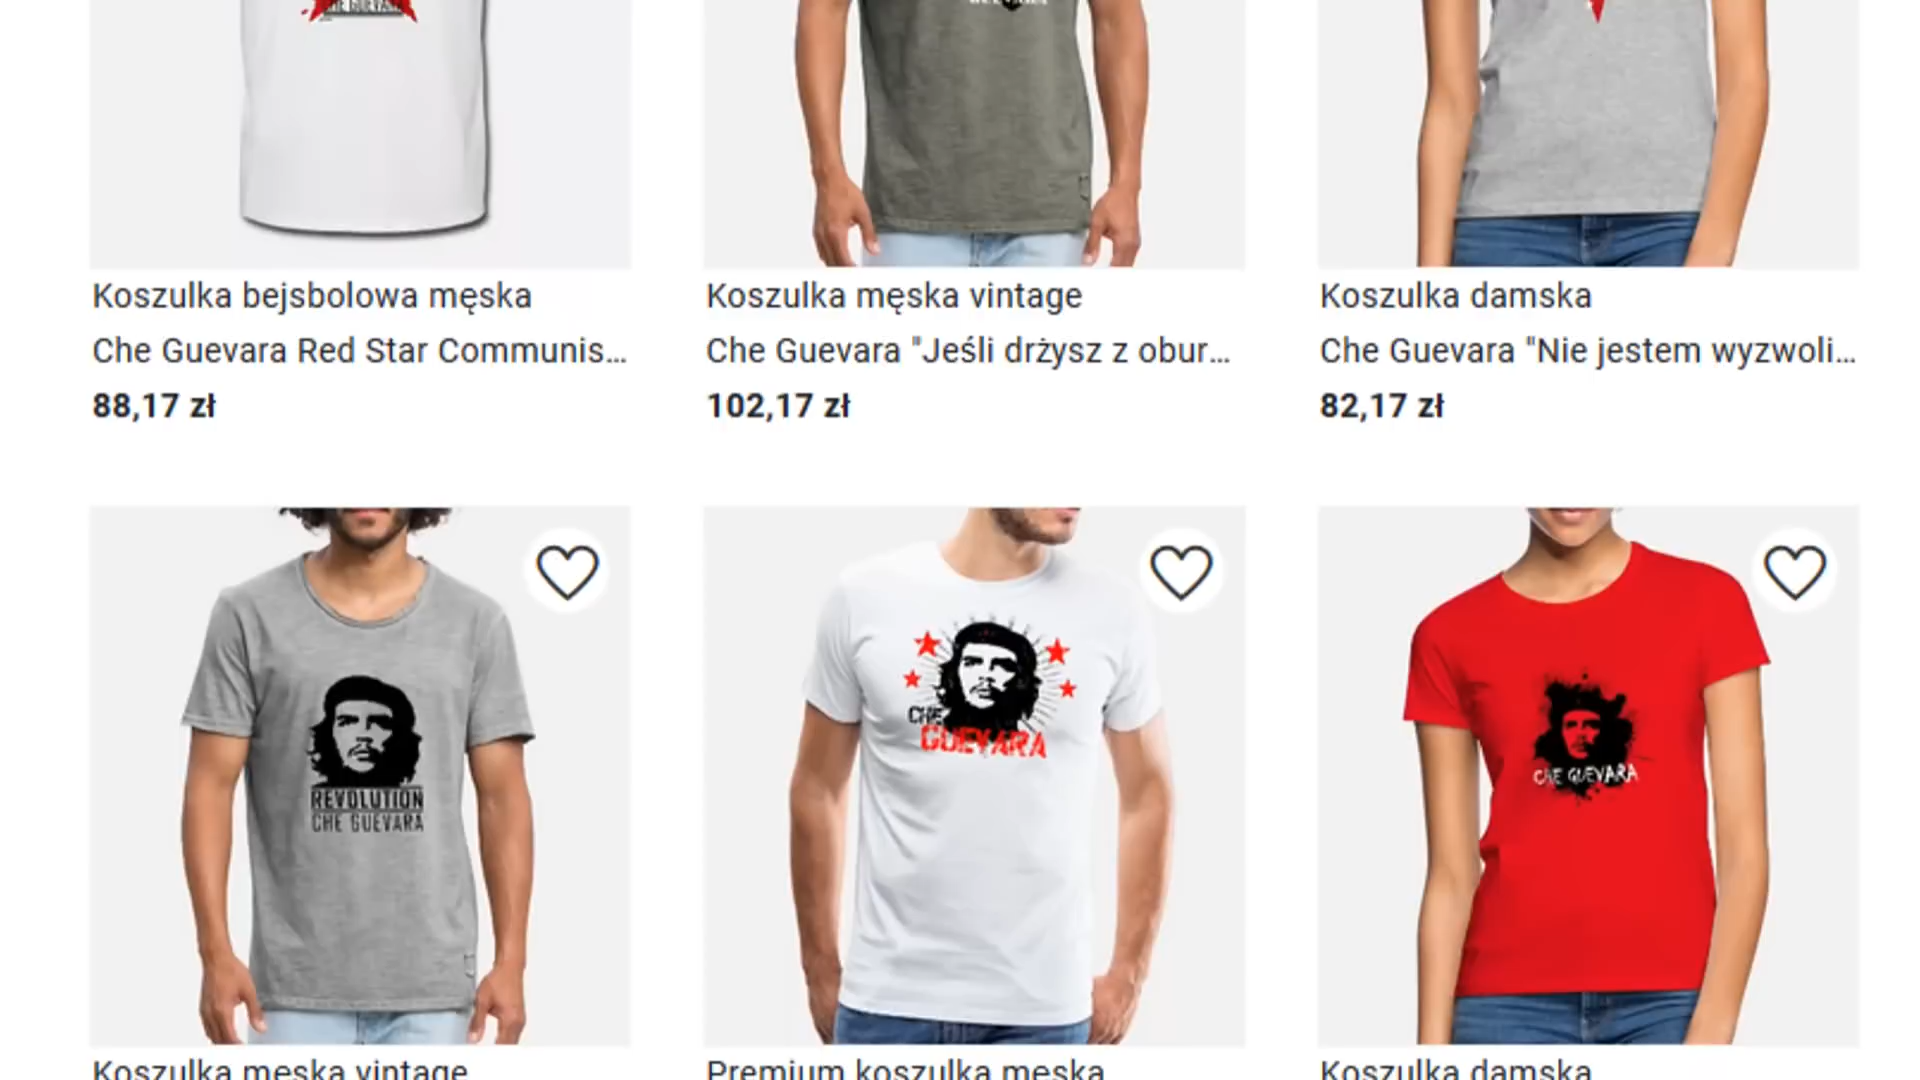 CHE GUEVARA
Koszulka bejsbolowa męska
Che Guevara Red Star Communis...
88,17 zł
Koszulka męska vintage
Che Guevara "Jeśli drżysz z obur...
102,17 zł
Koszulka damska
Che Guevara "Nie jestem wyzwoli...
82,17 zł
REVOLUTION
CHE GUEVARA
CHE
GUEVARA
CHE GUEVARA
Koszulka męska vintage
Premium koszulka męska
Koszulka damska